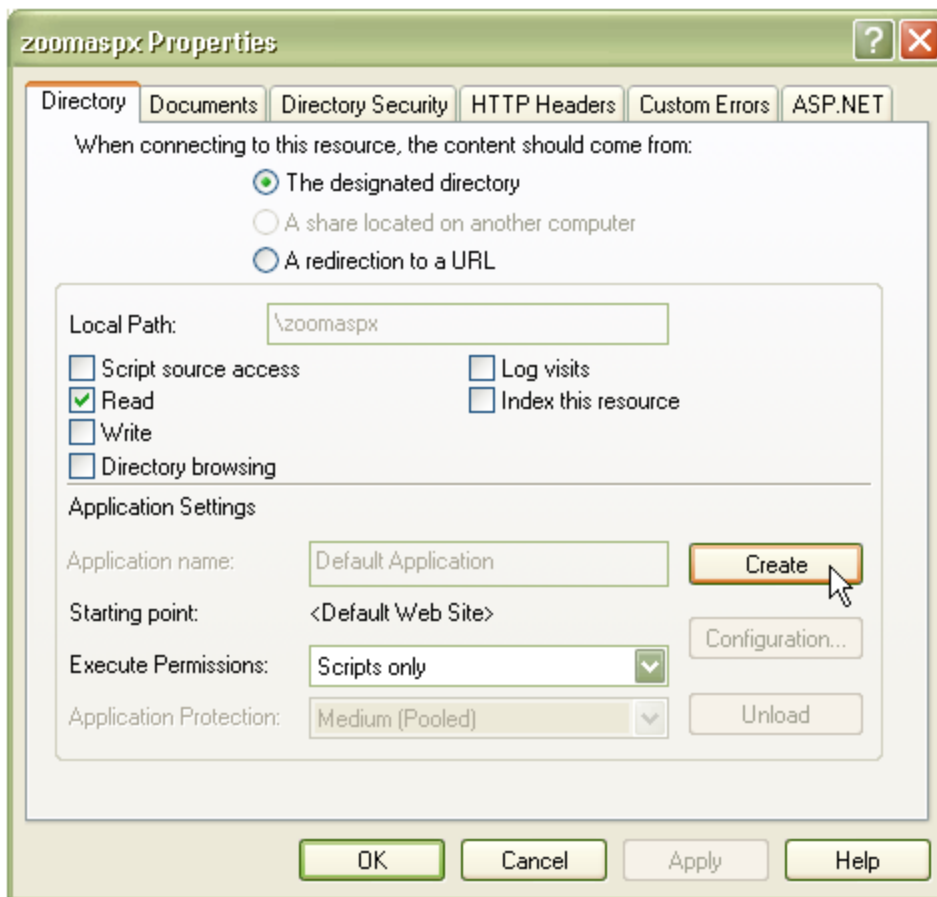 zoomaspx Properties
Directory Documents Directory Security HTTP Headers Custom Errors ASP.NET
When connecting to this resource, the content should come from:
The designated directory
A share located on another computer
A redirection to a URL
Local Path: \zoomaspx
Script source access Log visits
Read Index this resource
Write
Directory browsing
Application Settings
Application name: Default Application Create
Starting point: <Default Web Site>
Configuration...
Execute Permissions: Scripts only
Application Protection: Medium (Pooled) Unload
OK Cancel Apply Help